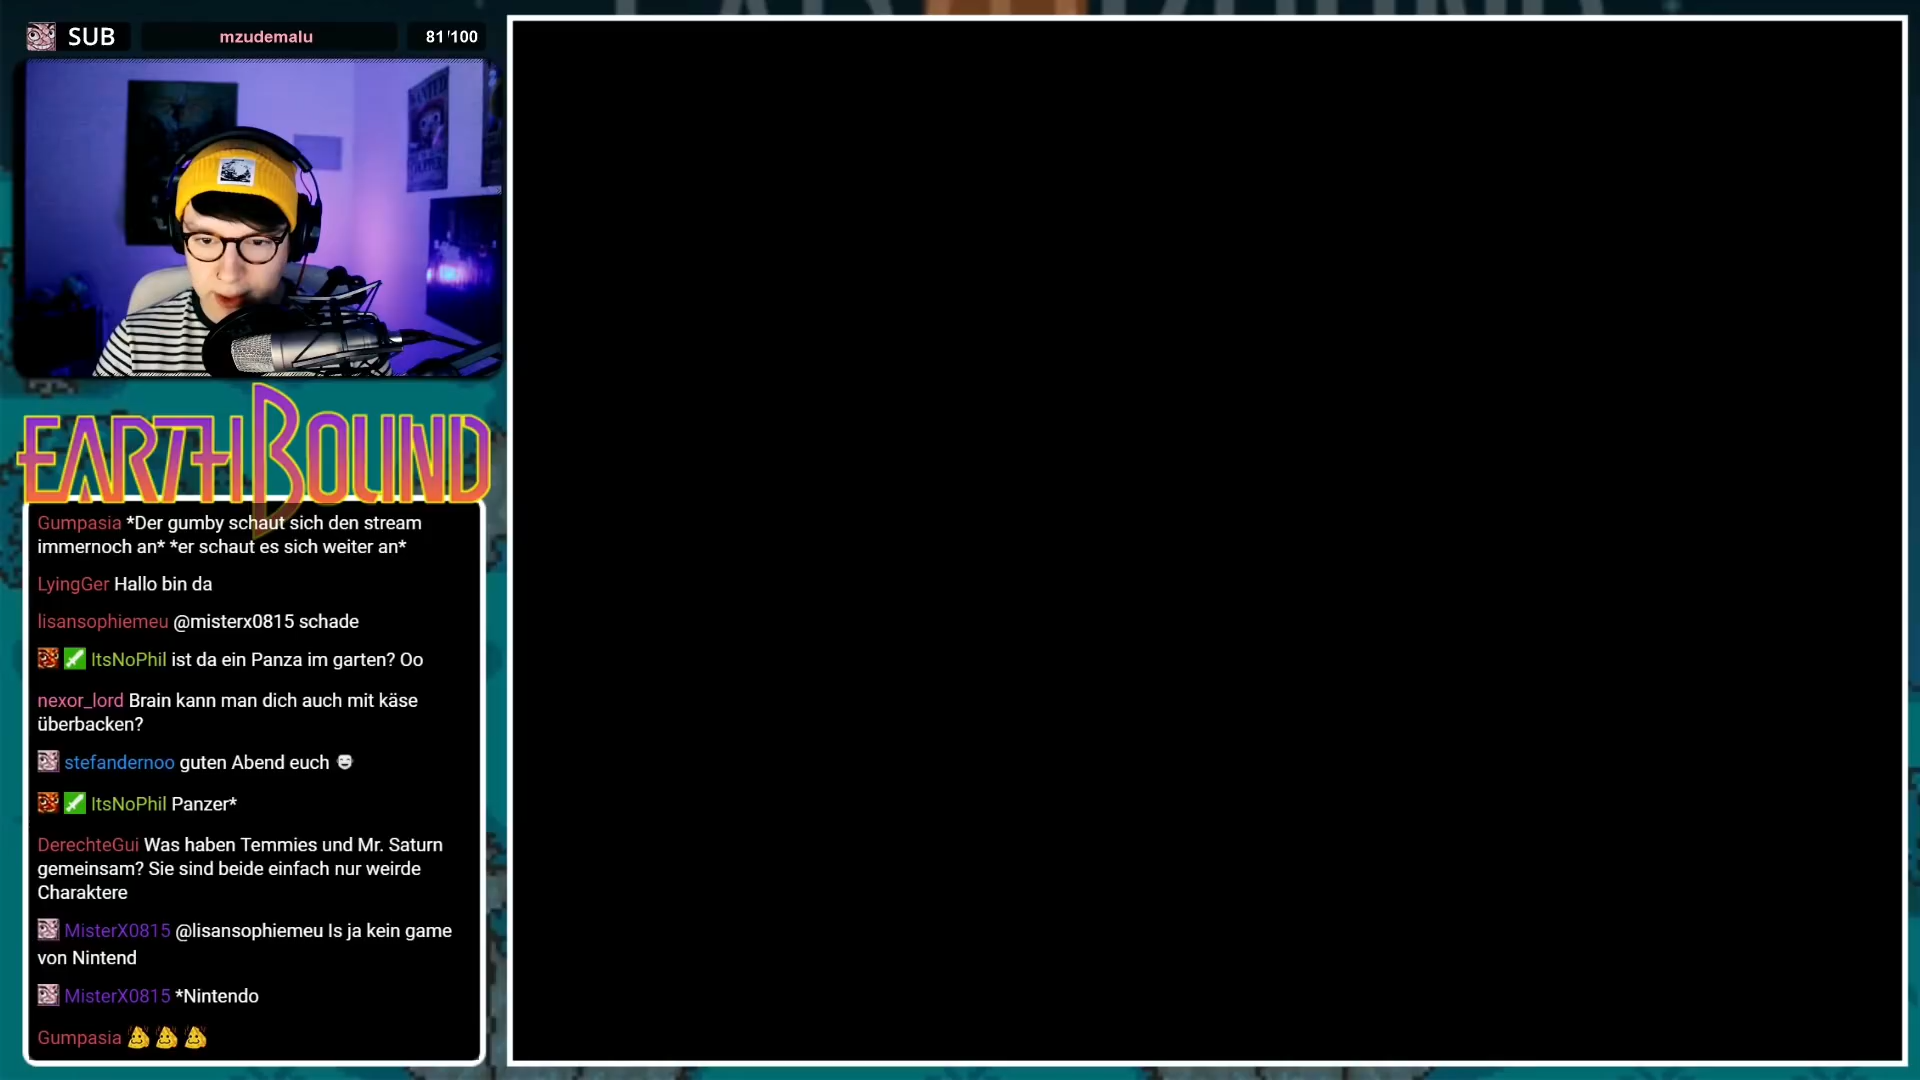 SUB
mzudemalu
81/100
WANTED
EARTHBOUND
Gumpasia *Der gumby schaut sich den stream
immernoch an* *er schaut es sich weiter an*
LyingGer Hallo bin da
lisansophiemeu @misterx0815 schade
ItsNoPhil ist da ein Panza im garten? Oo
nexor_lord Brain kann man dich auch mit käse
überbacken?
stefandernoo guten Abend euch
ItsNoPhil Panzer*
DerechteGui Was haben Temmies und Mr. Saturn
gemeinsam? Sie sind beide einfach nur weirde
Charaktere
MisterX0815 @lisansophiemeu Is ja kein game
von Nintend
MisterX0815 *Nintendo
Gumpasia